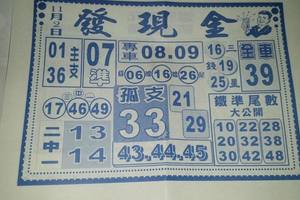 11月2日
發現金
01 36
主支
07
準
專車
08.09
16 19 25
三錢星
全車
39
06 16 26
17 46 49
孤支
33
21
29
鐵準尾數
大公開
10 22 28
20 32 38
30 42 48
二中一
13
14
43.44.45